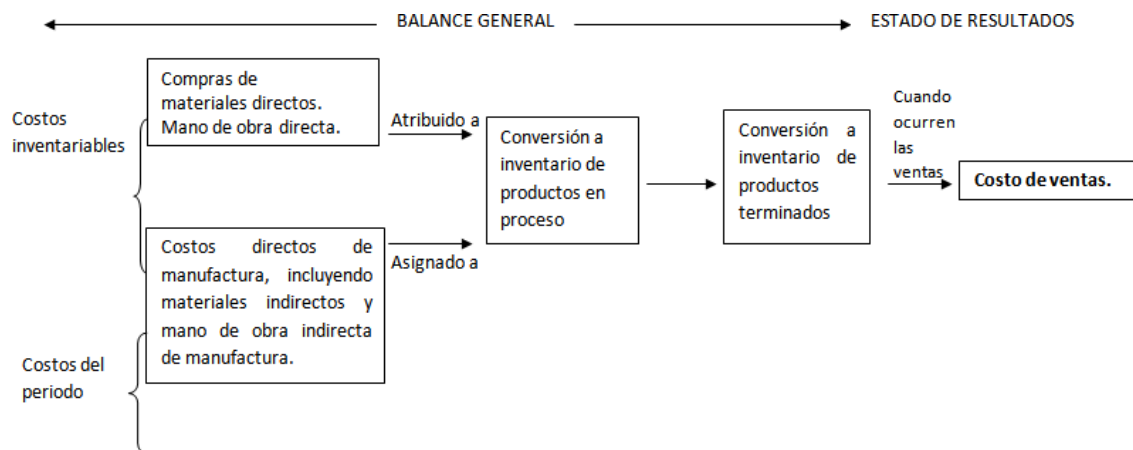 BALANCE GENERAL
ESTADO DE RESULTADOS
Costos
inventariables
Compras de
materiales directos.
Mano de obra directa.
Atribuido a
Conversión a
inventario de
productos en
proceso
Conversión a
inventario de
productos
terminados
Cuando
ocurren
las
ventas
Costo de ventas.
Costos directos de
manufactura, incluyendo
materiales indirectos y
mano de obra indirecta
de manufactura.
Asignado a
Costos del
periodo